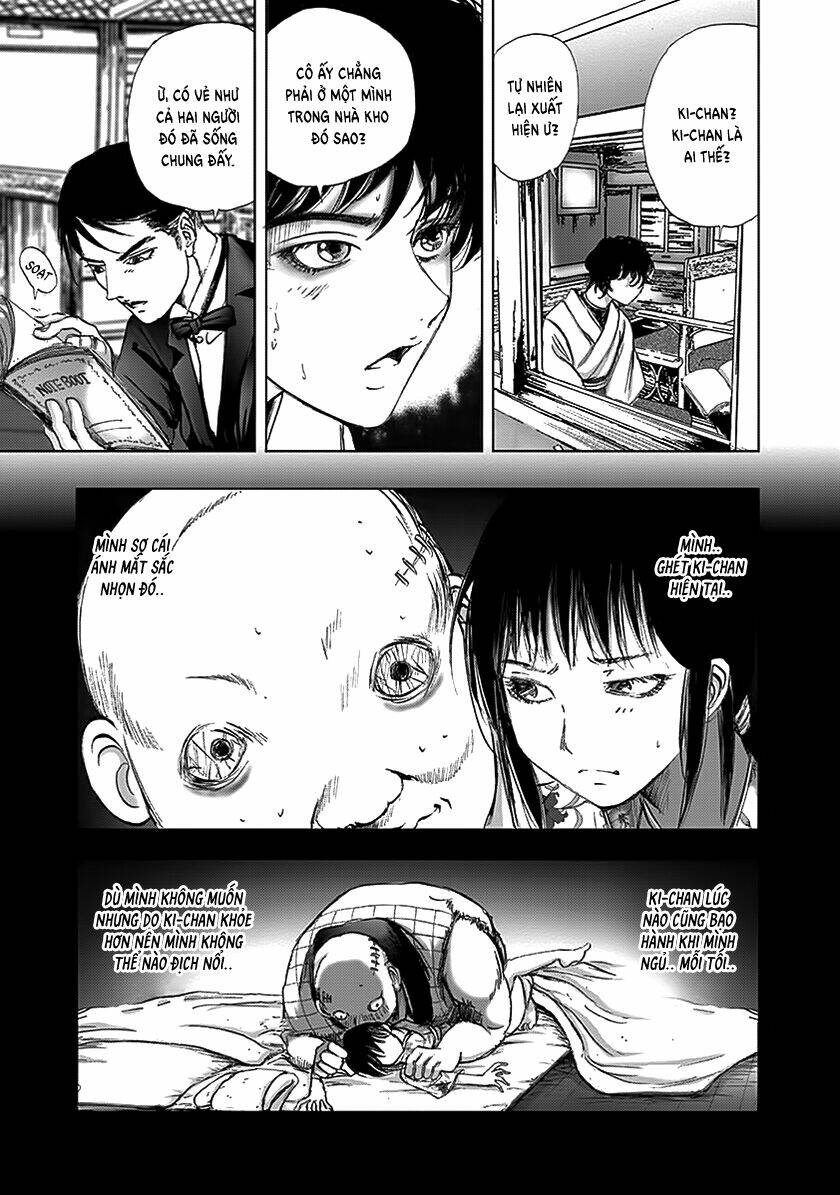 KI-CHAN?
KI-CHAN LÀ
AI THẾ?
TỰ NHIÊN
LẠI XUẤT
HIỆN Ư?
CÔ ẤY CHẲNG
PHẢI Ở MỘT MÌNH
TRONG NHÀ KHO
ĐÓ SAO?
Ừ, CÓ VẺ NHƯ
CẢ HAI NGƯỜI
ĐÓ ĐÃ SỐNG
CHUNG ĐẤY.
SOẠT
NOTE BOOT
MÌNH..
GHÉT KI-CHAN
HIỆN TẠI..
MÌNH SỢ CÁI
ÁNH MẮT SẮC
NHỌN ĐÓ..
KI-CHAN LÚC
NÀO CŨNG BẠO
HÀNH KHI MÌNH
NGỦ.. MỖI TỐI..
DÙ MÌNH KHÔNG MUỐN
NHƯNG DO KI-CHAN KHỎE
HƠN NÊN MÌNH KHÔNG
THỂ NÀO ĐỊCH NỔI..